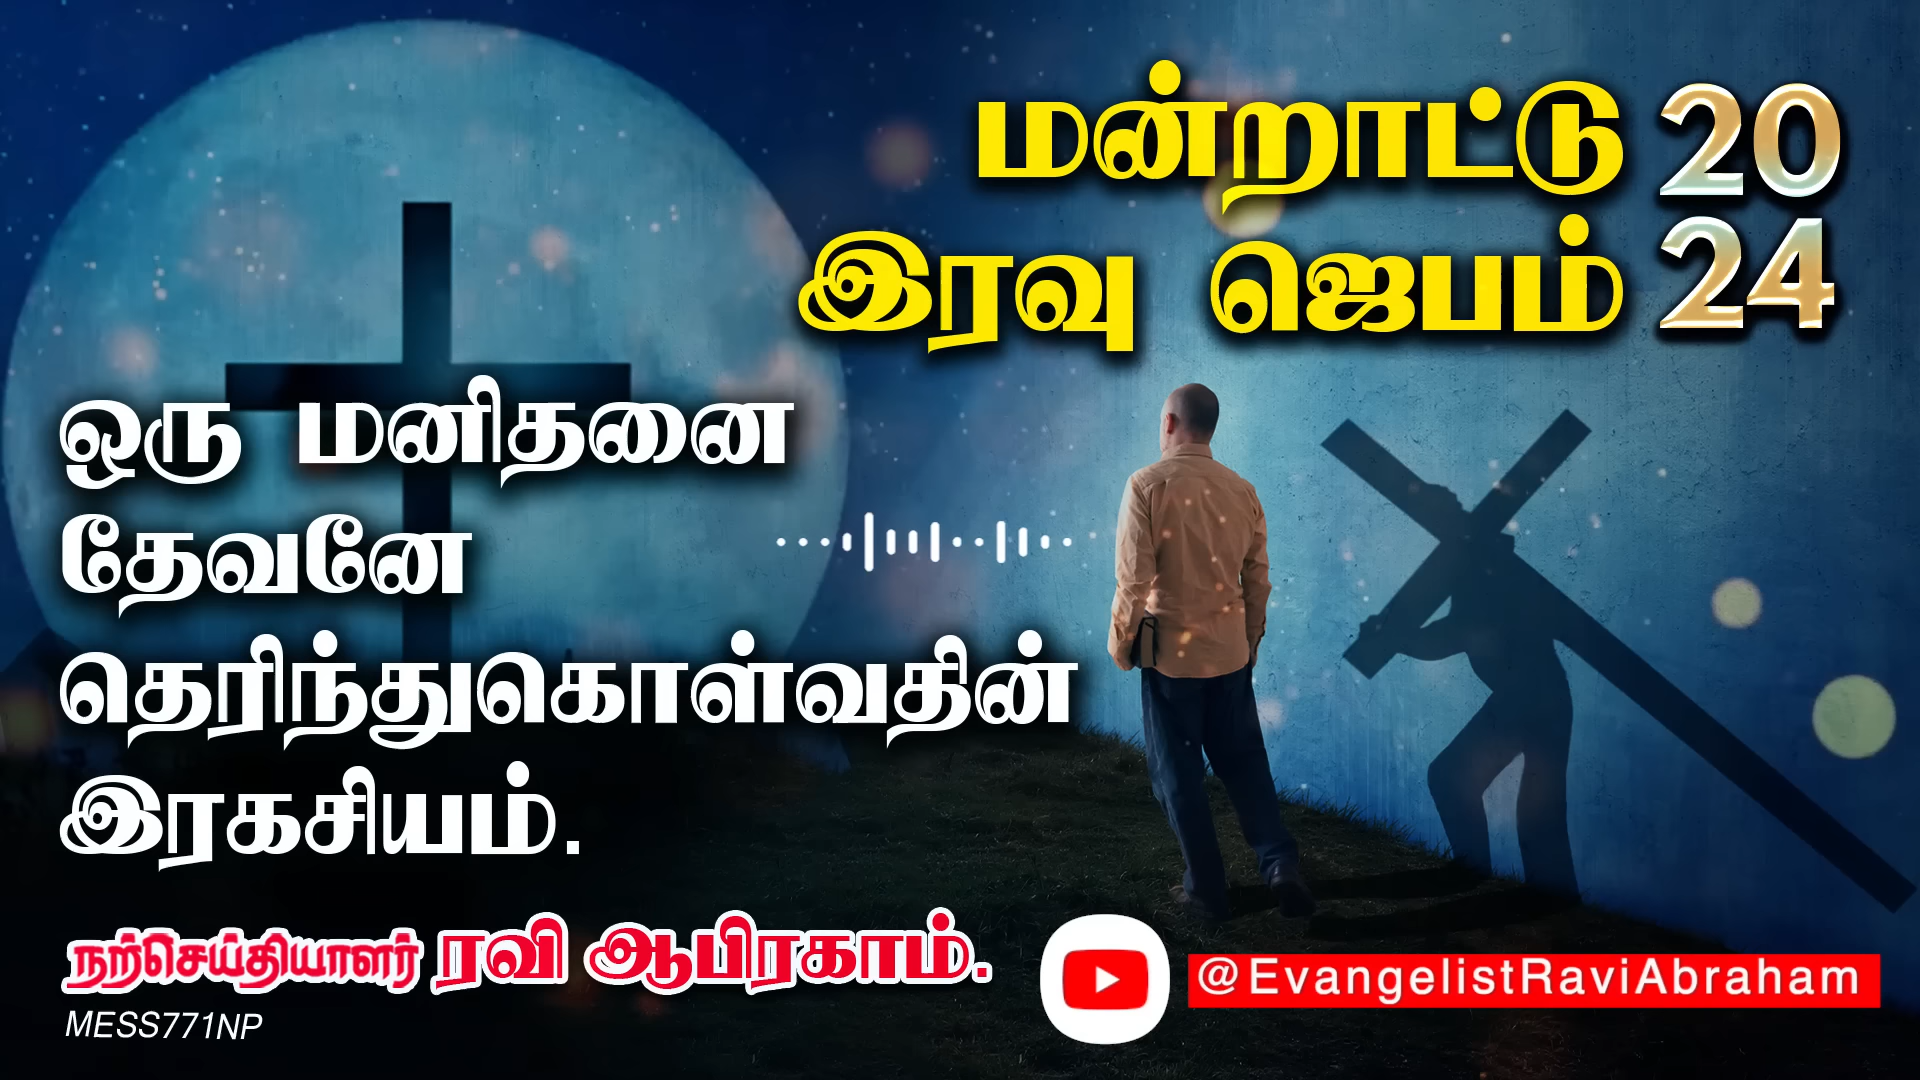 மன்றாட்டு 20
இரவு ஜெபம் 24
ஒரு மனிதனை
தேவனே
தெரிந்துகொள்வதின்
இரகசியம்.
நற்செய்தியாளர் ரவி ஆபிரகாம்.
MESS771NP
@EvangelistRaviAbraham